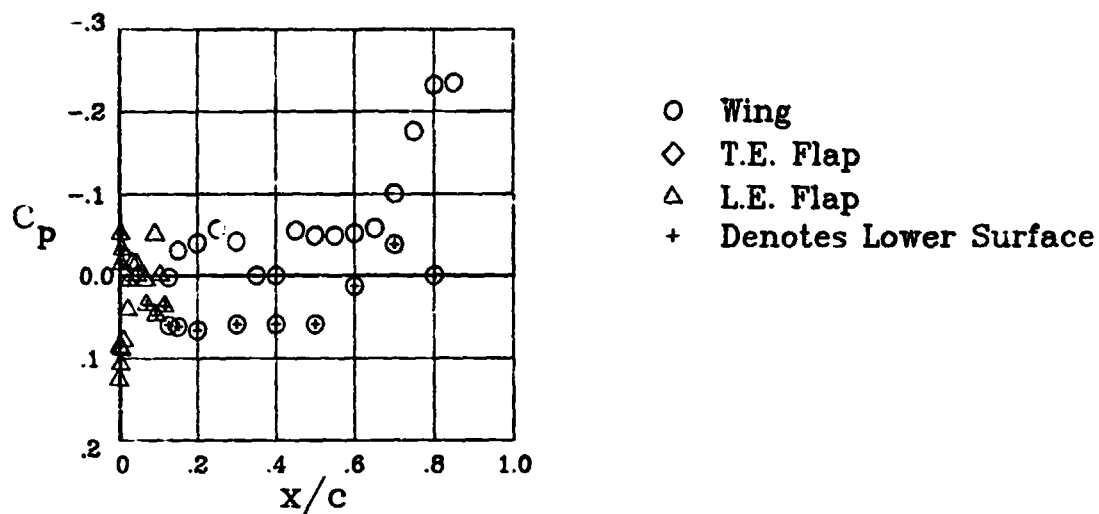 -.3
-.2
-.1
0.0
.1
.2
Cp
0 .2 .4 .6 .8 1.0
x/c
Wing
T.E. Flap
L.E. Flap
+ Denotes Lower Surface